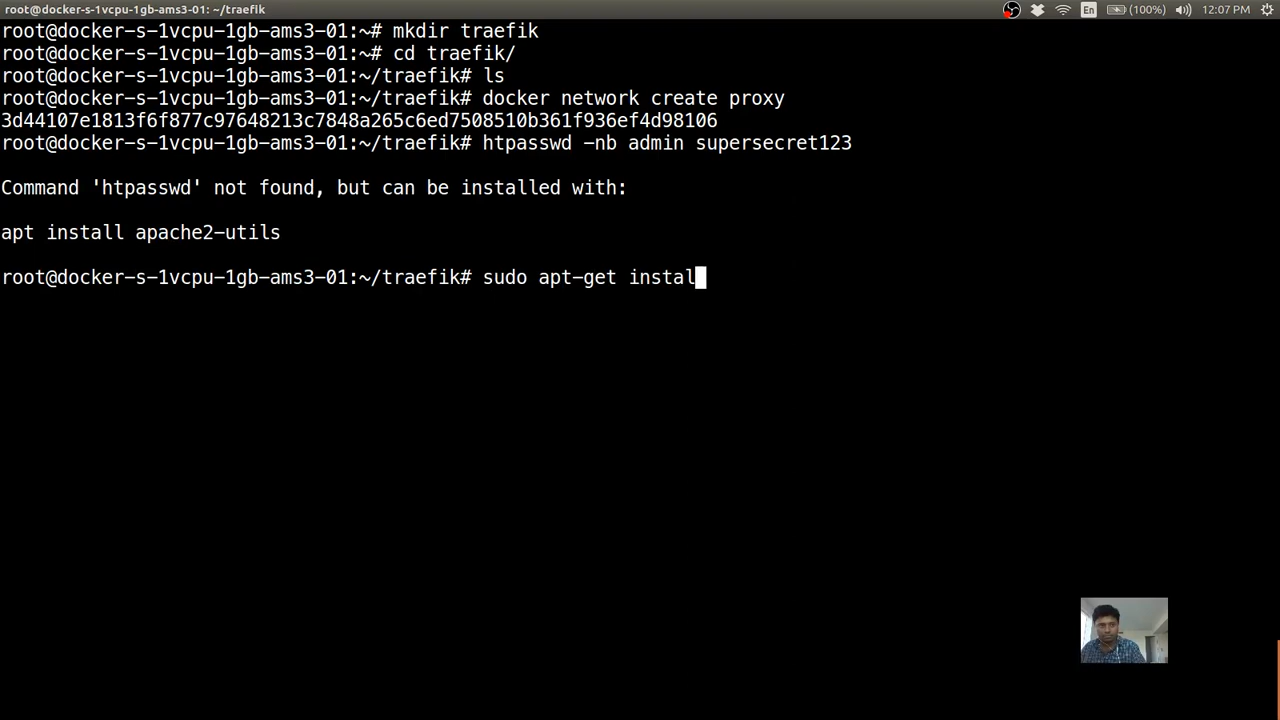 root@docker-s-1vcpu-1gb-ams3-01: ~/traefik En (100%) 12:07 PM
root@docker-s-1vcpu-1gb-ams3-01:~# mkdir traefik
root@docker-s-1vcpu-1gb-ams3-01:~# cd traefik/
root@docker-s-1vcpu-1gb-ams3-01:~/traefik# ls
root@docker-s-1vcpu-1gb-ams3-01:~/traefik# docker network create proxy
3d44107e1813f6f877c97648213c7848a265c6ed7508510b361f936ef4d98106
root@docker-s-1vcpu-1gb-ams3-01:~/traefik# htpasswd -nb admin supersecret123
Command 'htpasswd' not found, but can be installed with:
apt install apache2-utils
root@docker-s-1vcpu-1gb-ams3-01:~/traefik# sudo apt-get instal